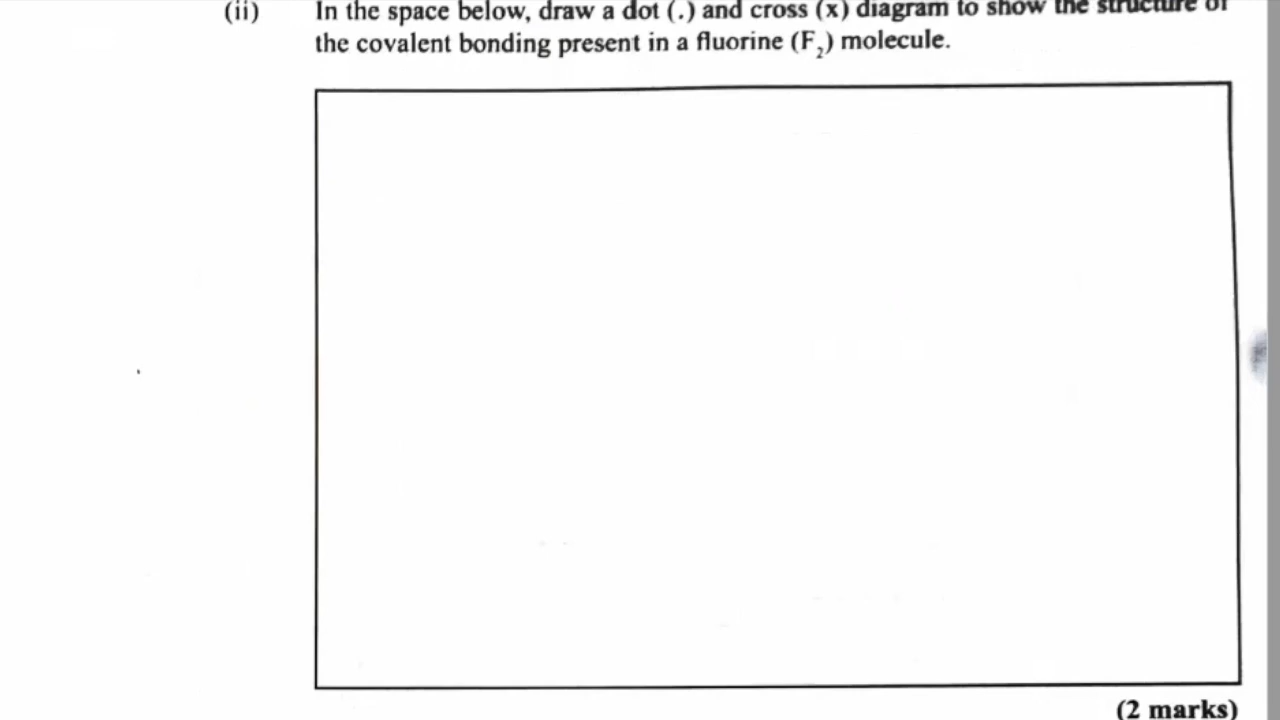 (ii) In the space below, draw a dot (.) and cross (x) diagram to show the structure of
the covalent bonding present in a fluorine (F₂) molecule.
(2 marks)